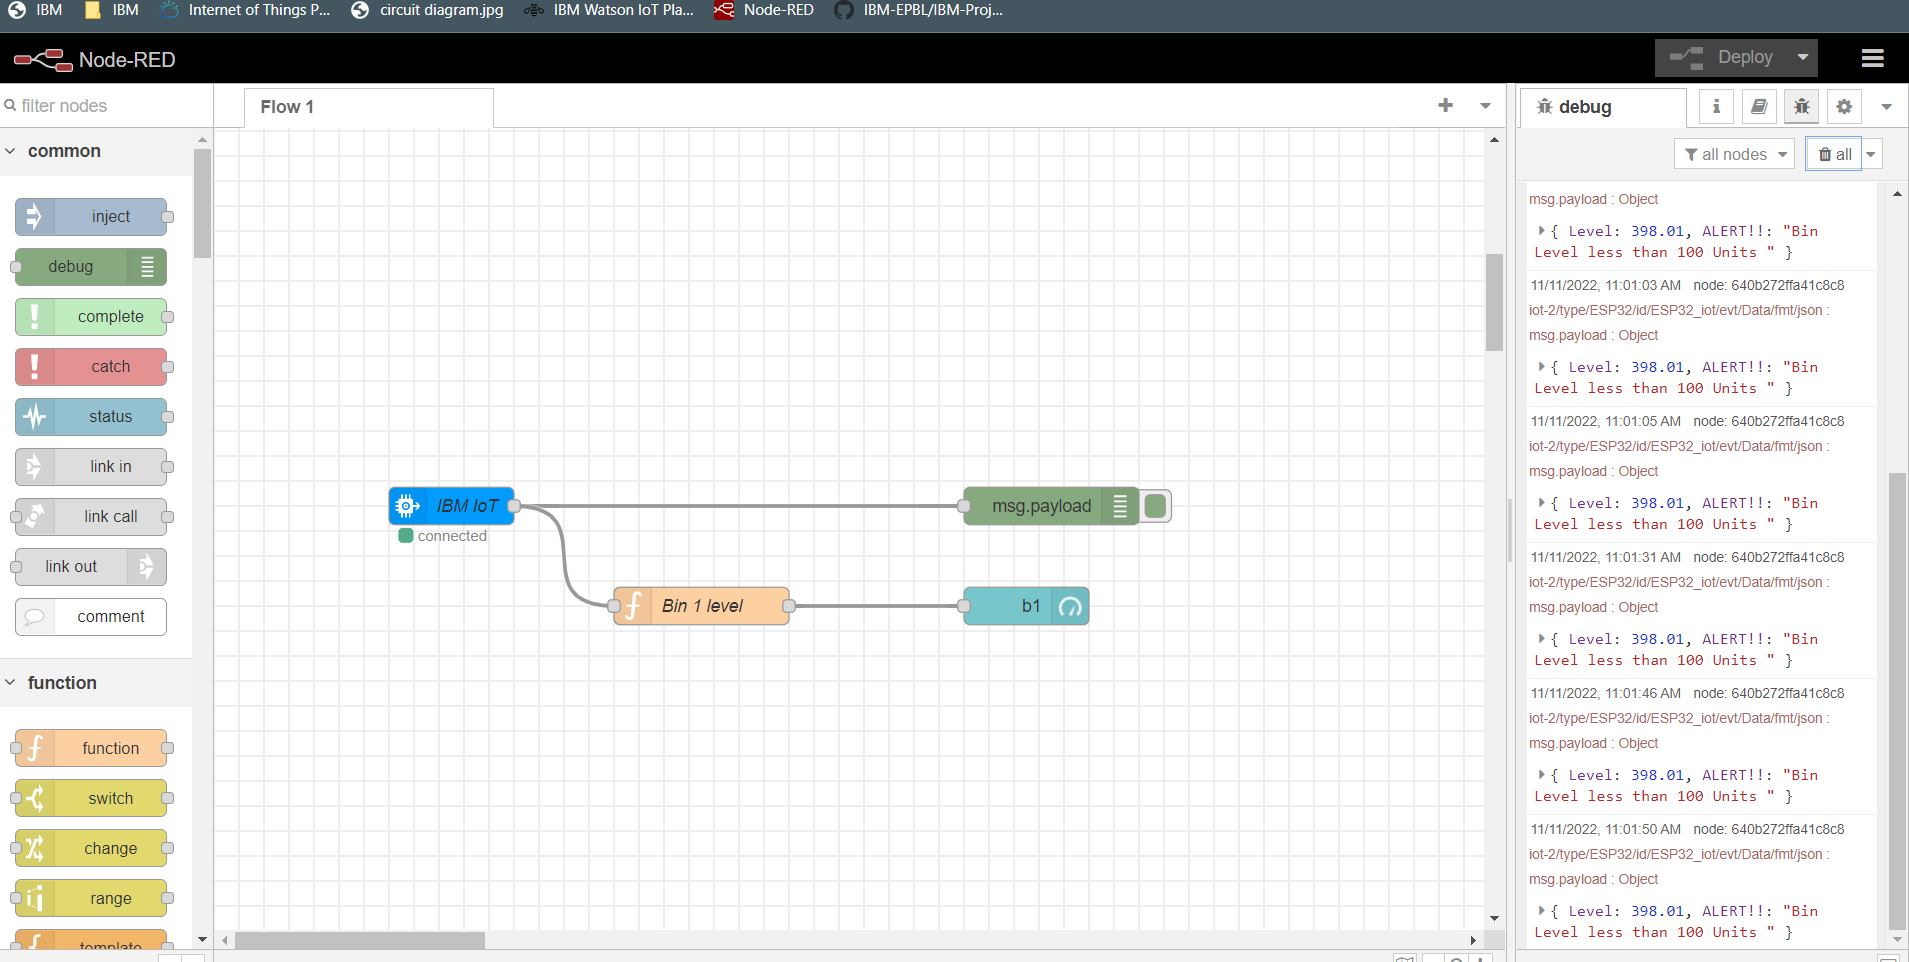 IBM
IBM
Internet of Things P...
circuit diagram.jpg
IBM Watson IoT Pla...
Node-RED
IBM-EPBL/IBM-Proj...
Node-RED
Deploy
filter nodes
common
inject
debug
complete
catch
status
link in
link call
link out
comment
function
function
switch
change
range
template
Flow 1
IBM IoT
connected
msg.payload
Bin 1 level
b1
debug
all nodes
all
msg.payload : Object
{ Level: 398.01, ALERT!!: "Bin
Level less than 100 Units " }
11/11/2022, 11:01:03 AM node: 640b272ffa41c8c8
iot-2/type/ESP32/id/ESP32_iot/evt/Data/fmt/json :
msg.payload : Object
{ Level: 398.01, ALERT!!: "Bin
Level less than 100 Units " }
11/11/2022, 11:01:05 AM node: 640b272ffa41c8c8
iot-2/type/ESP32/id/ESP32_iot/evt/Data/fmt/json :
msg.payload : Object
{ Level: 398.01, ALERT!!: "Bin
Level less than 100 Units " }
11/11/2022, 11:01:31 AM node: 640b272ffa41c8c8
iot-2/type/ESP32/id/ESP32_iot/evt/Data/fmt/json :
msg.payload : Object
{ Level: 398.01, ALERT!!: "Bin
Level less than 100 Units " }
11/11/2022, 11:01:46 AM node: 640b272ffa41c8c8
iot-2/type/ESP32/id/ESP32_iot/evt/Data/fmt/json :
msg.payload : Object
{ Level: 398.01, ALERT!!: "Bin
Level less than 100 Units " }
11/11/2022, 11:01:50 AM node: 640b272ffa41c8c8
iot-2/type/ESP32/id/ESP32_iot/evt/Data/fmt/json :
msg.payload : Object
{ Level: 398.01, ALERT!!: "Bin
Level less than 100 Units " }